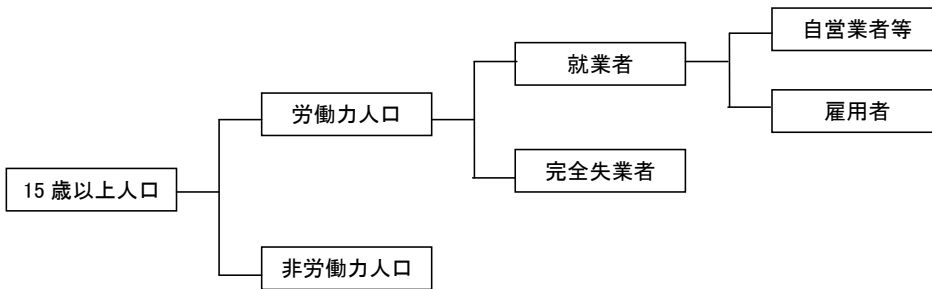 自営業者等
就業者
雇用者
労働力人口
完全失業者
15 歳以上人口
非労働力人口